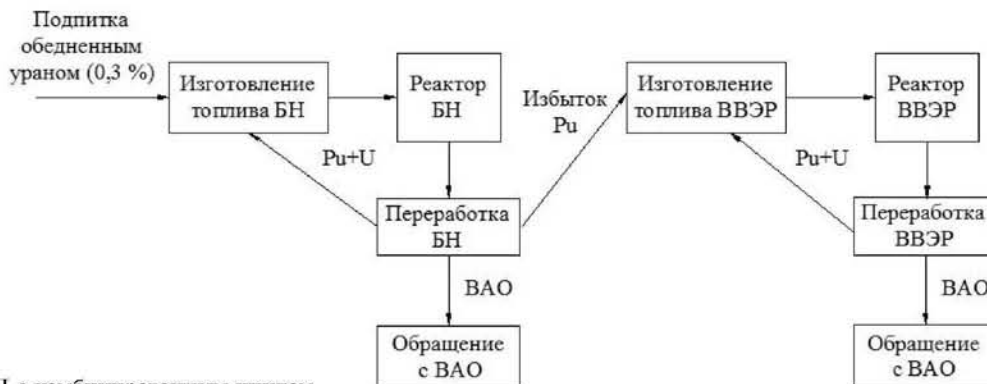 Подпитка
обедненным
ураном (0,3 %)
Изготовление
топлива БН
Реактор
БН
Избыток
Pu
Изготовление
топлива ВВЭР
Реактор
ВВЭР
Pu+U
Pu+U
Переработка
БН
Переработка
ВВЭР
ВАО
ВАО
Обращение
с ВАО
Обращение
с ВАО